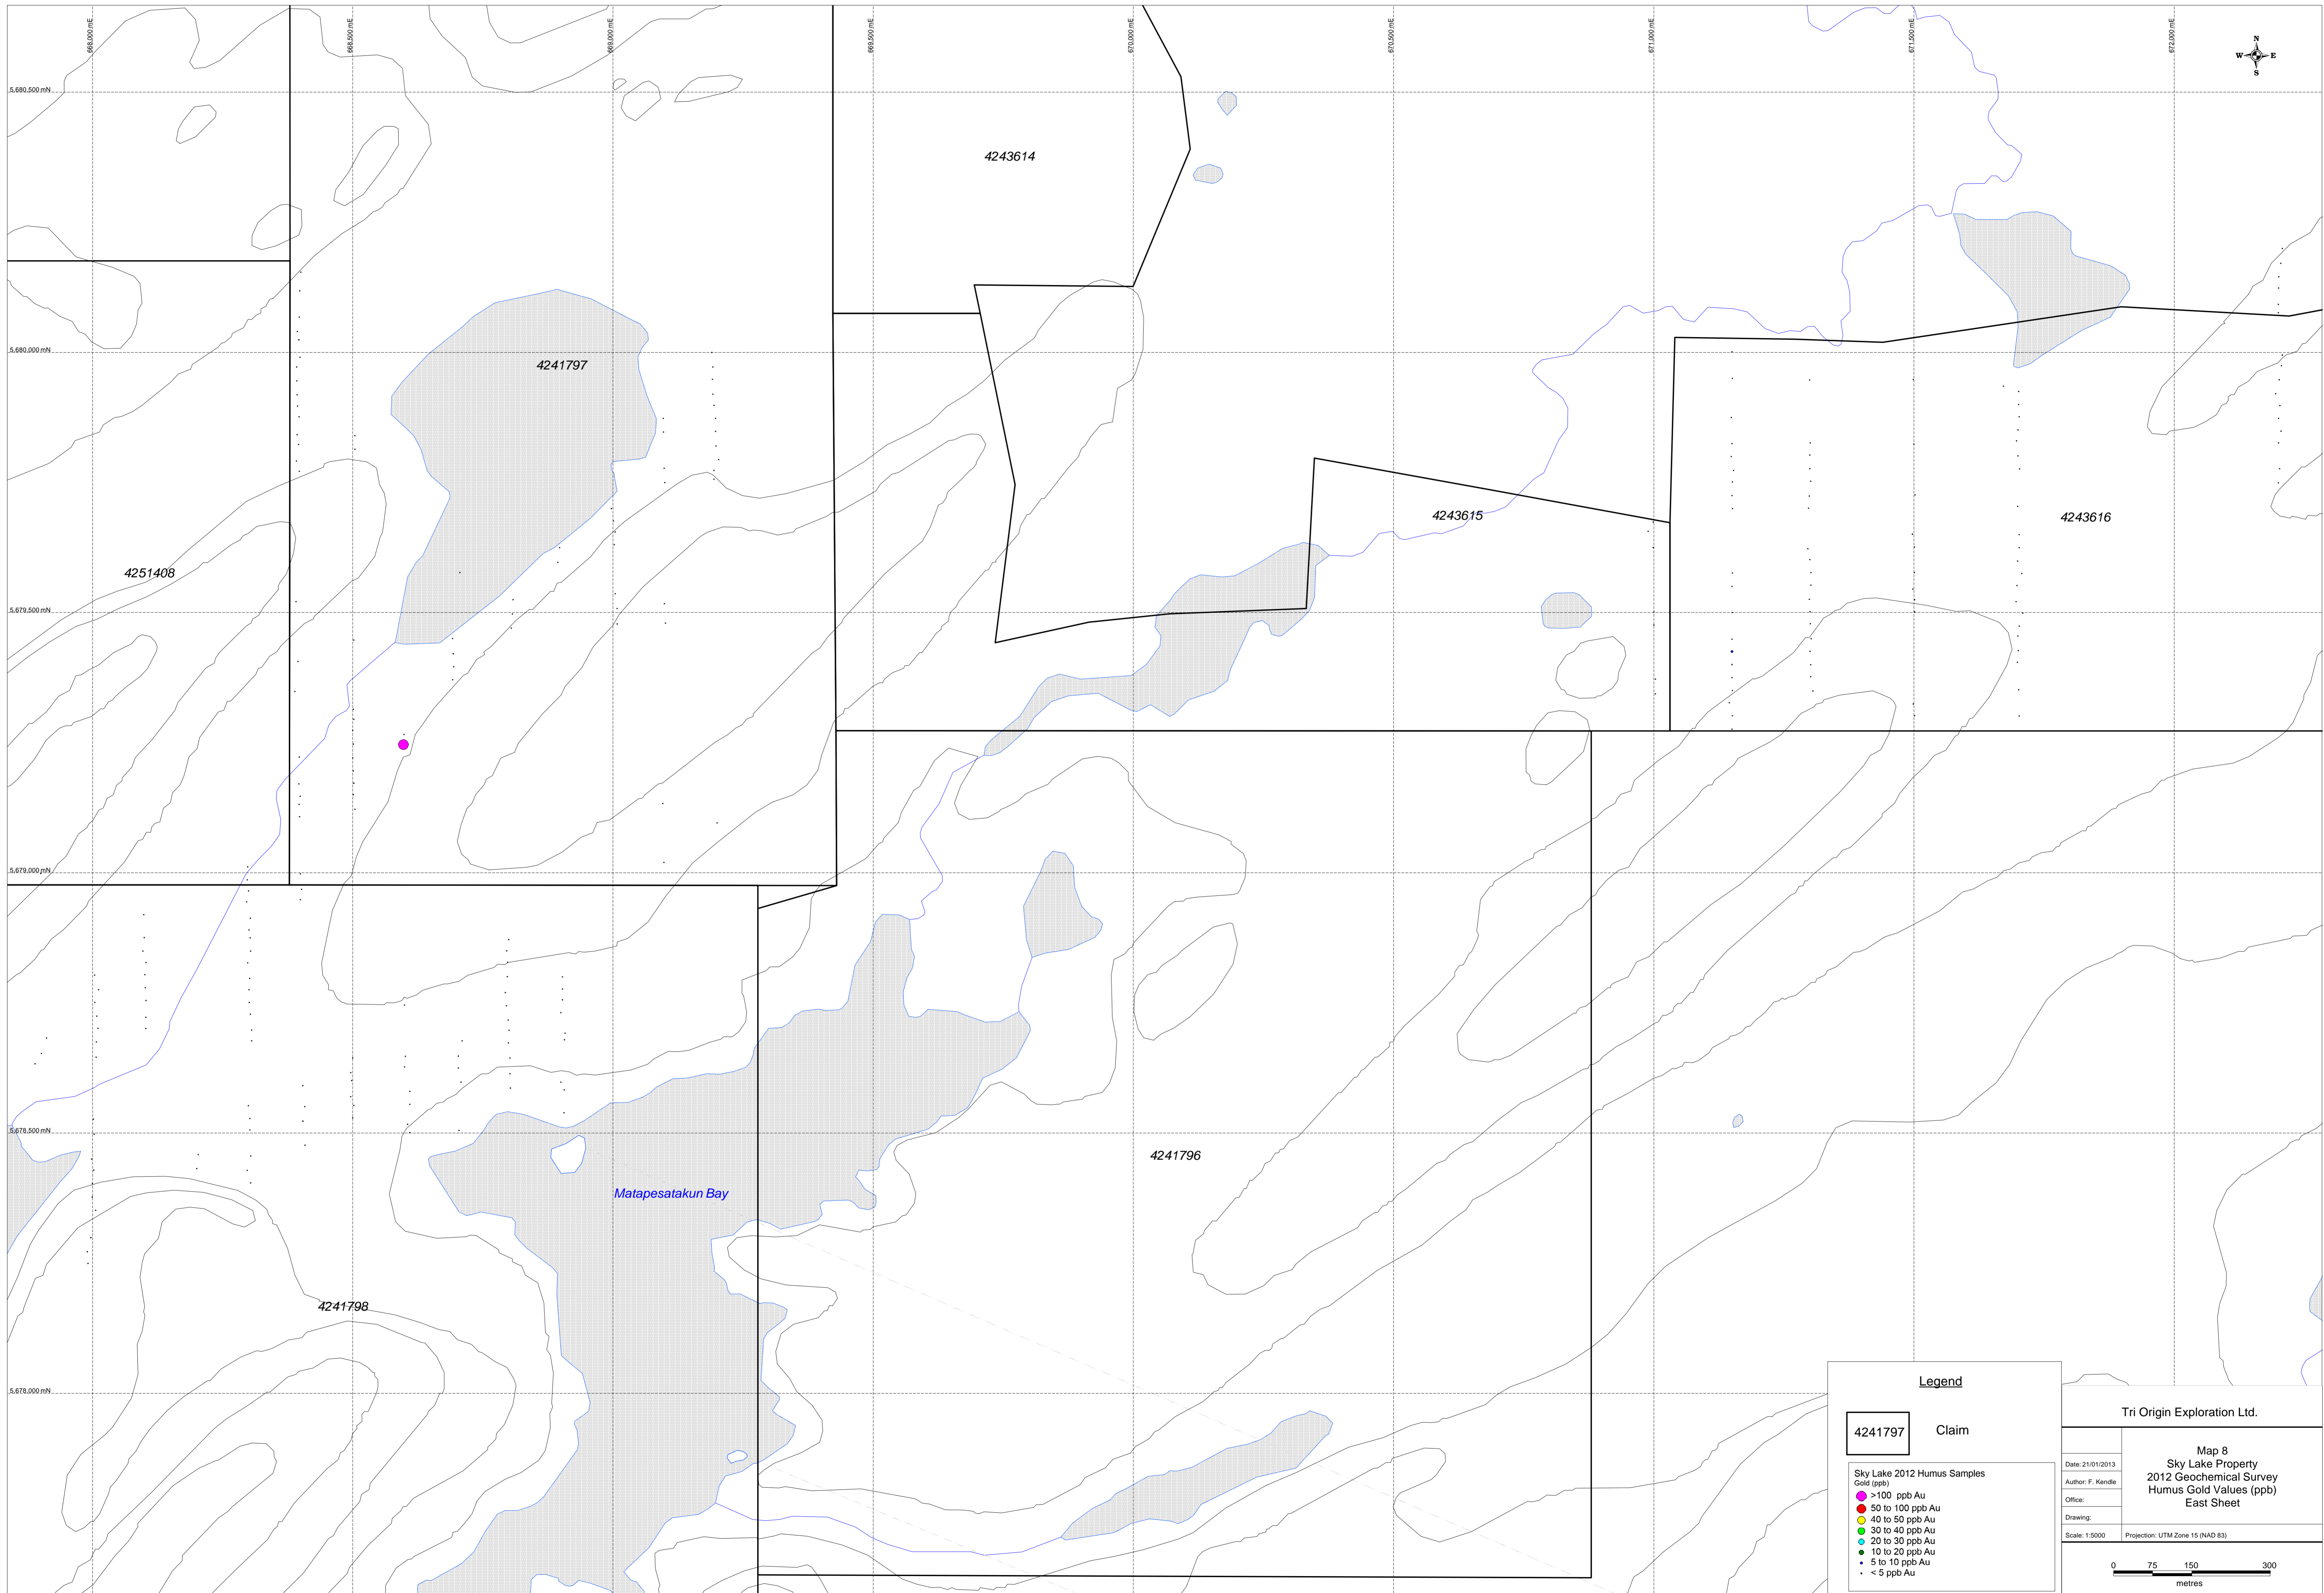 668,000 mE
668,500 mE
669,000 mE
669,500 mE
670,000 mE
670,500 mE
671,000 mE
671,500 mE
672,000 mE
N
W E
S
5,680,500 mN
4243614
5,680,000 mN
4241797
4243615
4243616
4251408
5,679,500 mN
5,679,000 mN
5,678,500 mN
4241796
Matapesatakun Bay
4241798
5,678,000 mN
Legend
4241797 Claim
Sky Lake 2012 Humus Samples
Gold (ppb)
>100 ppb Au
50 to 100 ppb Au
40 to 50 ppb Au
30 to 40 ppb Au
20 to 30 ppb Au
10 to 20 ppb Au
5 to 10 ppb Au
< 5 ppb Au
Tri Origin Exploration Ltd.
Date: 21/01/2013
Author: F. Kendle
Office:
Drawing:
Scale: 1:5000
Map 8
Sky Lake Property
2012 Geochemical Survey
Humus Gold Values (ppb)
East Sheet
Projection: UTM Zone 15 (NAD 83)
0 75 150 300
metres